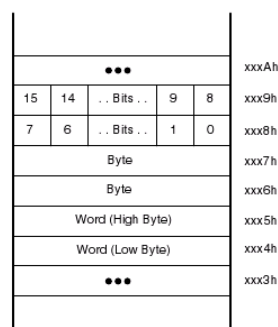 ••• xxxAh
15 14 . . Bits . . 9 8 xxx9h
7 6 . . Bits . . 1 0 xxx8h
Byte xxx7h
Byte xxx6h
Word (High Byte) xxx5h
Word (Low Byte) xxx4h
••• xxx3h